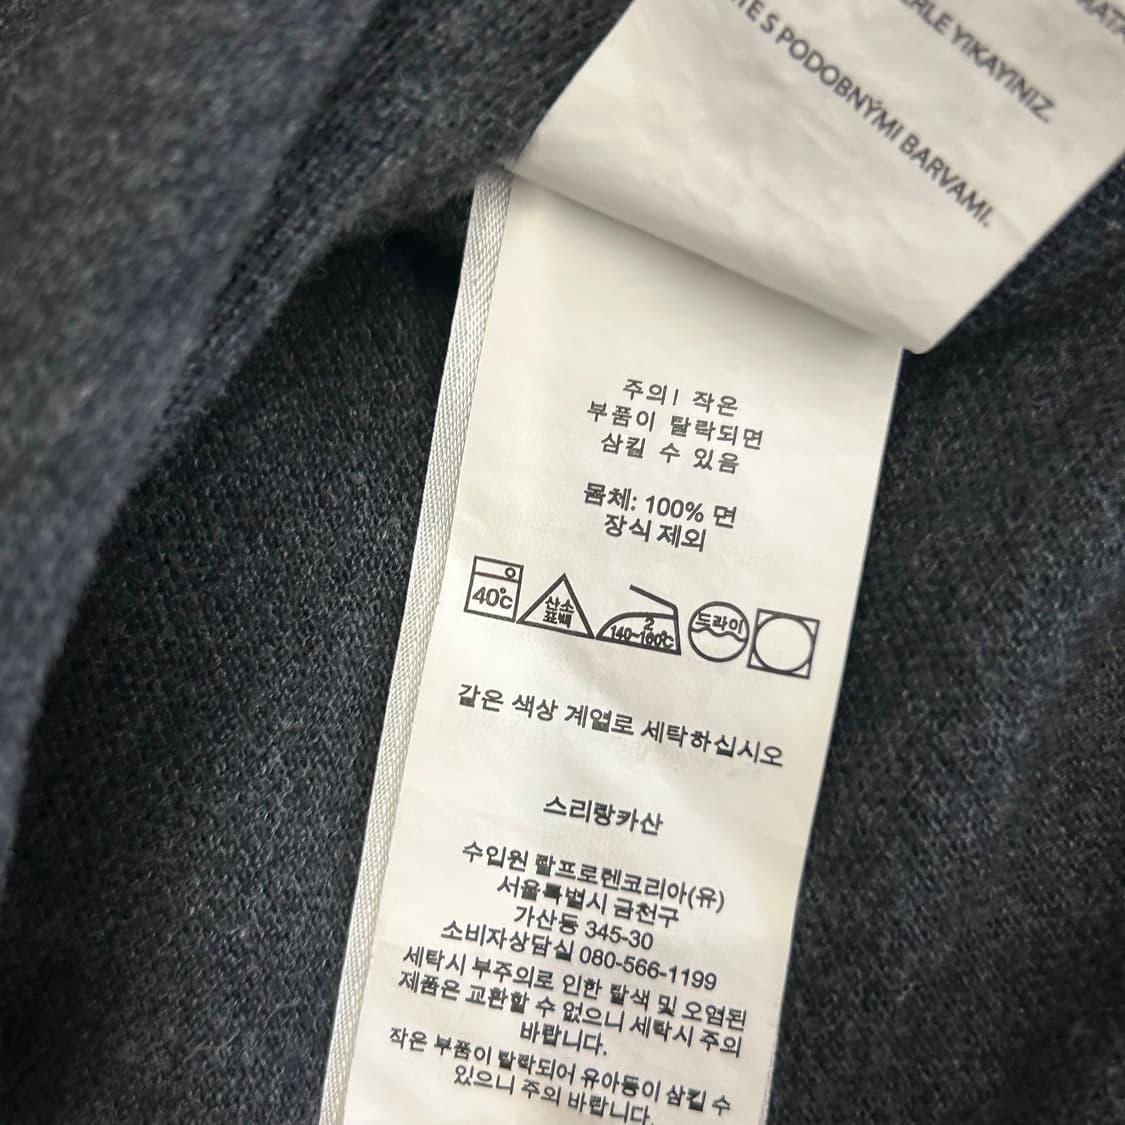 ERLE YIKAYINIZ.
TE S PODOBNÝMI BARVAMI.
주의! 작은
부품이 탈락되면
삼킬 수 있음
몸체: 100% 면
장식 제외
40℃
산소
표백
2
140~160℃
드라이
같은 색상 계열로 세탁하십시오
스리랑카산
수입원 랄프로렌코리아(유)
서울특별시 금천구
가산동 345-30
소비자상담실 080-566-1199
세탁시 부주의로 인한 탈색 및 오염된
제품은 교환할 수 없으니 세탁시 주의
바랍니다.
작은 부품이 탈락되어 유아등이 삼킬 수
있으니 주의 바랍니다.